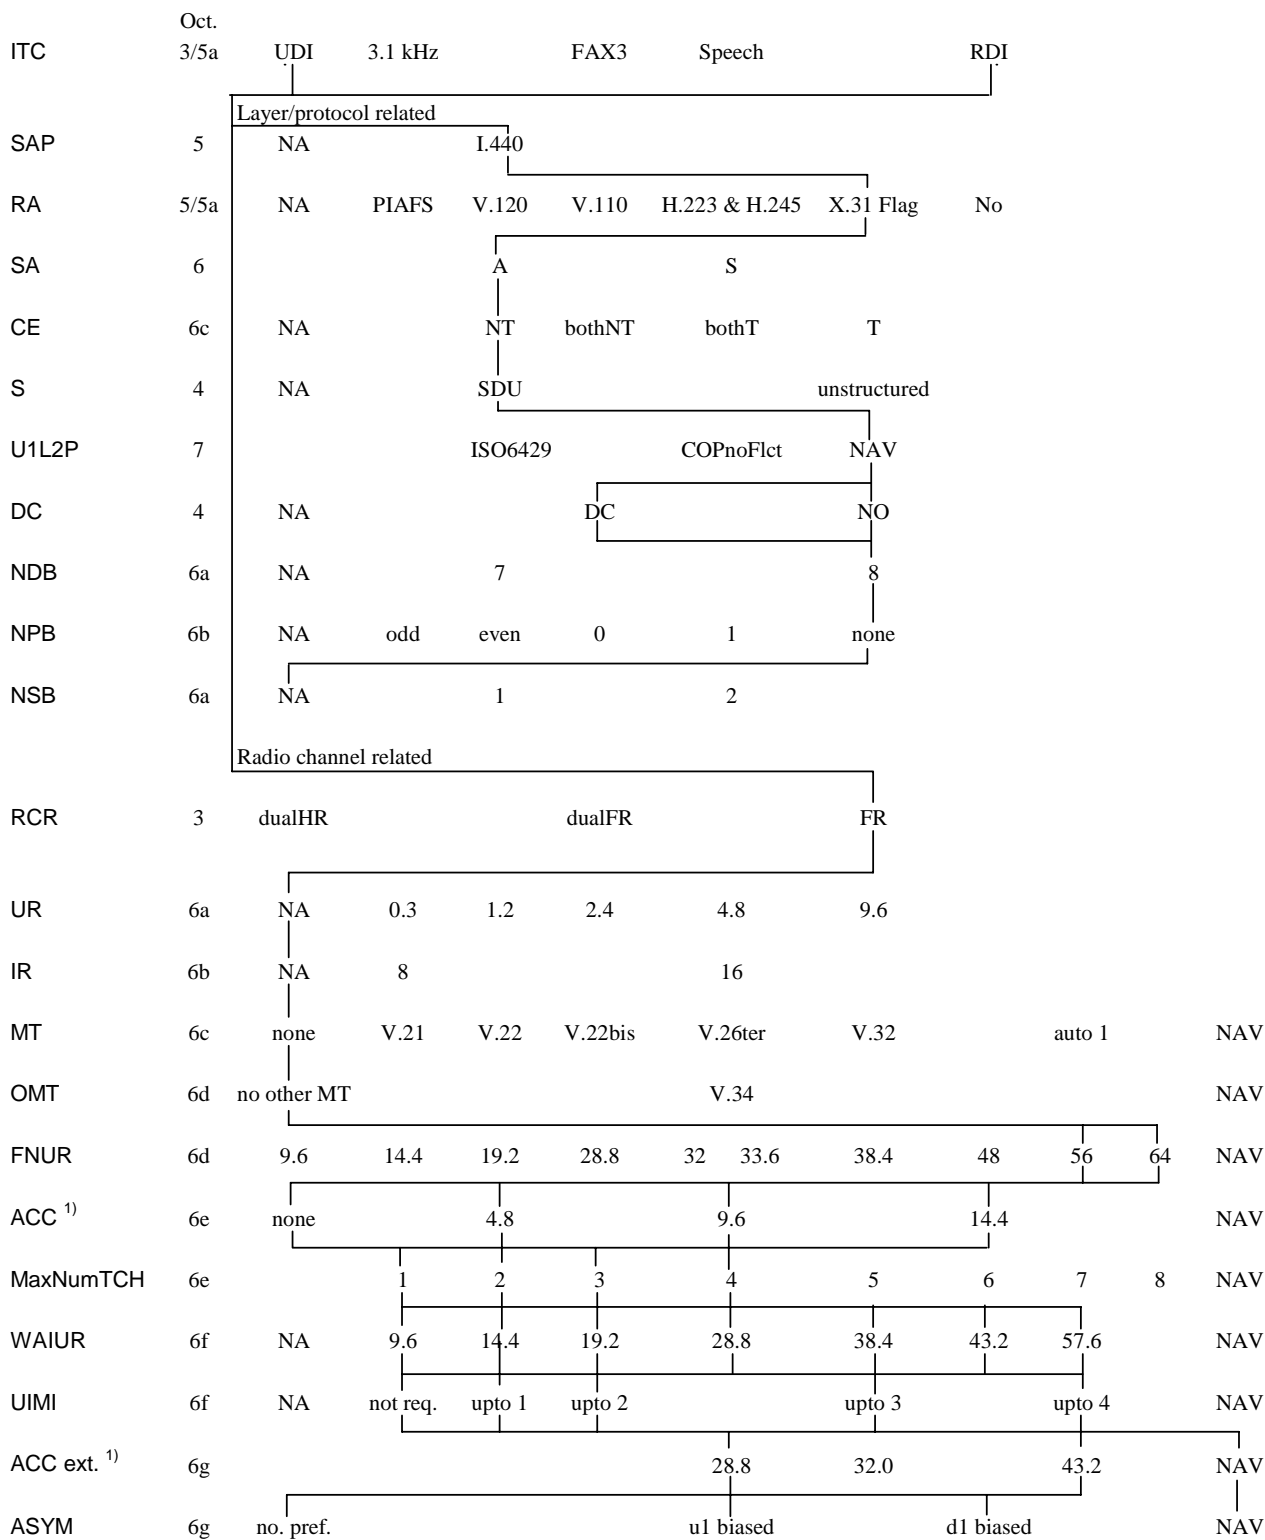 Oct.
ITC 3/5a UDI 3.1 kHz FAX3 Speech RDI
Layer/protocol related
SAP 5 NA I.440
RA 5/5a NA PIAFS V.120 V.110 H.223 & H.245 X.31 Flag No
SA 6 A S
CE 6c NA NT bothNT bothT T
S 4 NA SDU unstructured
U1L2P 7 ISO6429 COPnoFlct NAV
DC 4 NA DC NO
NDB 6a NA 7 8
NPB 6b NA odd even 0 1 none
NSB 6a NA 1 2
Radio channel related
RCR 3 dualHR dualFR FR
UR 6a NA 0.3 1.2 2.4 4.8 9.6
IR 6b NA 8 16
MT 6c none V.21 V.22 V.22bis V.26ter V.32 auto 1 NAV
OMT 6d no other MT V.34 NAV
FNUR 6d 9.6 14.4 19.2 28.8 32 33.6 38.4 48 56 64 NAV
ACC 1) 6e none 4.8 9.6 14.4 NAV
MaxNumTCH 6e 1 2 3 4 5 6 7 8 NAV
WAIUR 6f NA 9.6 14.4 19.2 28.8 38.4 43.2 57.6 NAV
UIMI 6f NA not req. upto 1 upto 2 upto 3 upto 4 NAV
ACC ext. 1) 6g 28.8 32.0 43.2 NAV
ASYM 6g no. pref. u1 biased d1 biased NAV